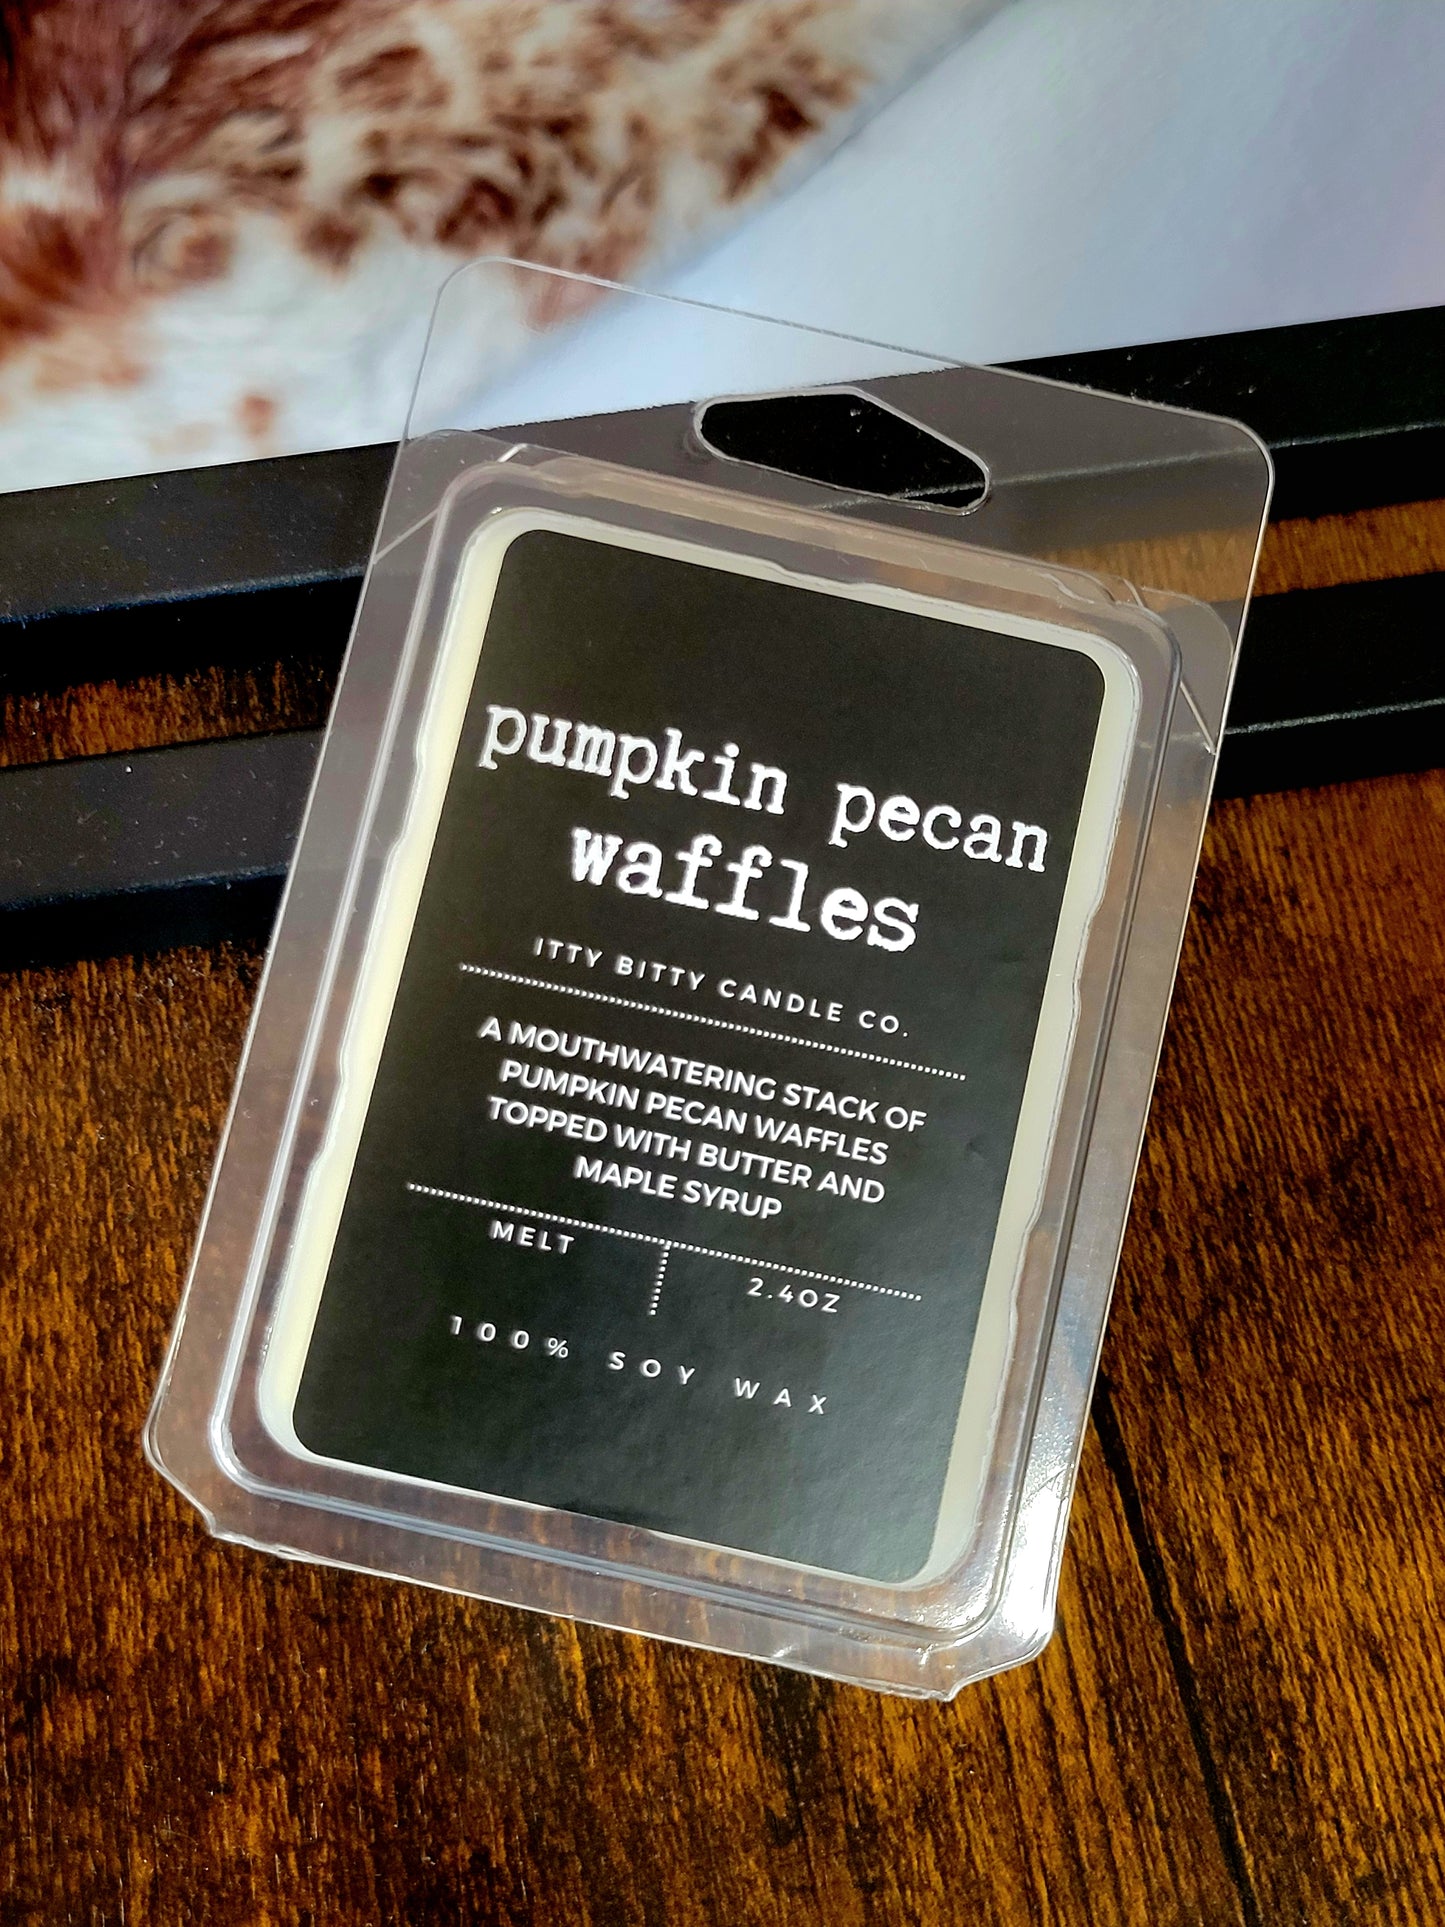 pumpkin pecan
waffles
ITTY BITTY CANDLE CO.
A MOUTHWATERING STACK OF
PUMPKIN PECAN WAFFLES
TOPPED WITH BUTTER AND
MAPLE SYRUP
MELT
2.4OZ
100% SOY WAX